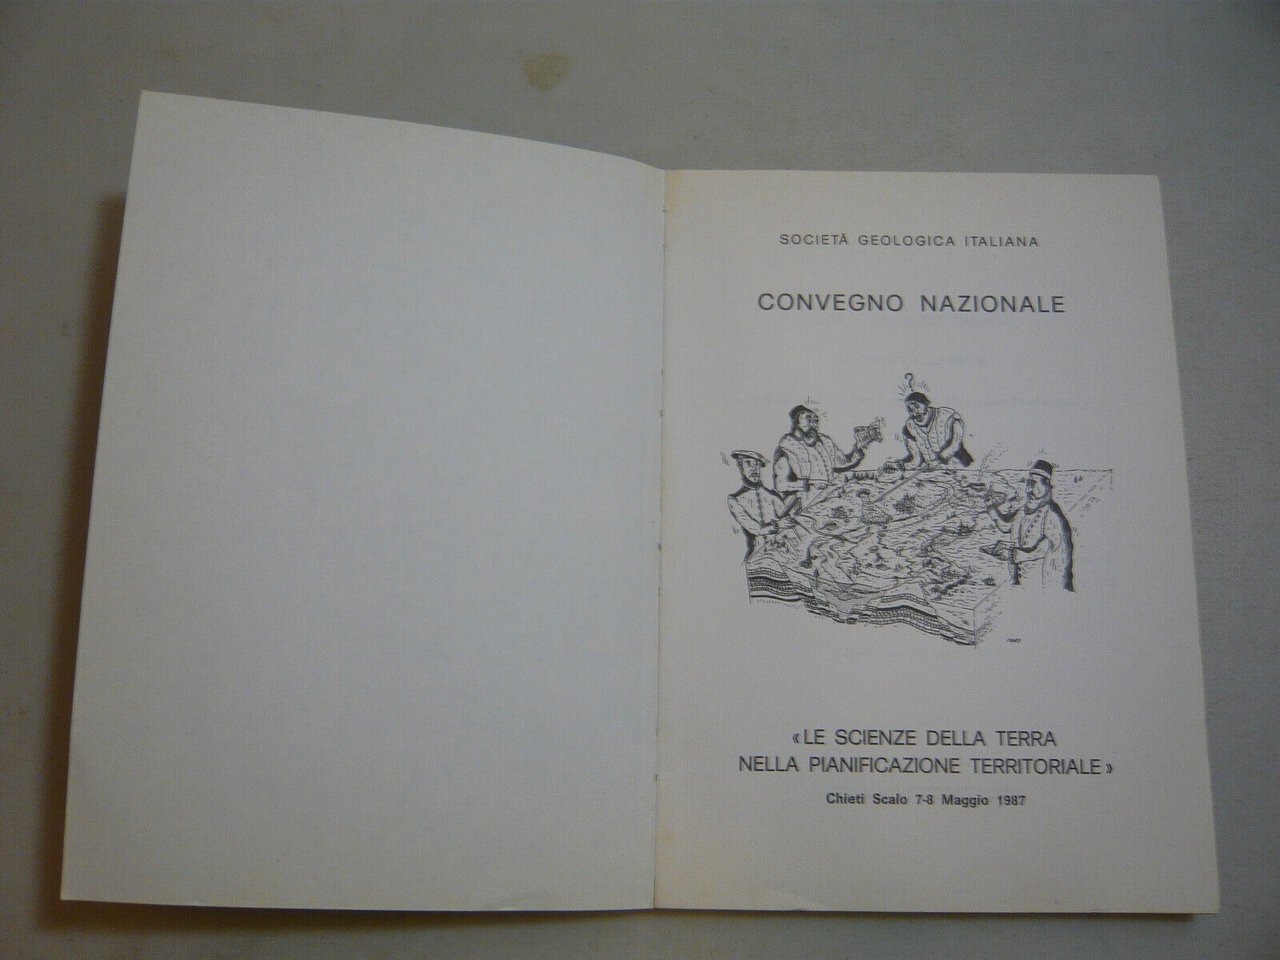 SOCIETÀ GEOLOGICA ITALIANA
CONVEGNO NAZIONALE
?
«LE SCIENZE DELLA TERRA
NELLA PIANIFICAZIONE TERRITORIALE»
Chieti Scalo 7-8 Maggio 1987